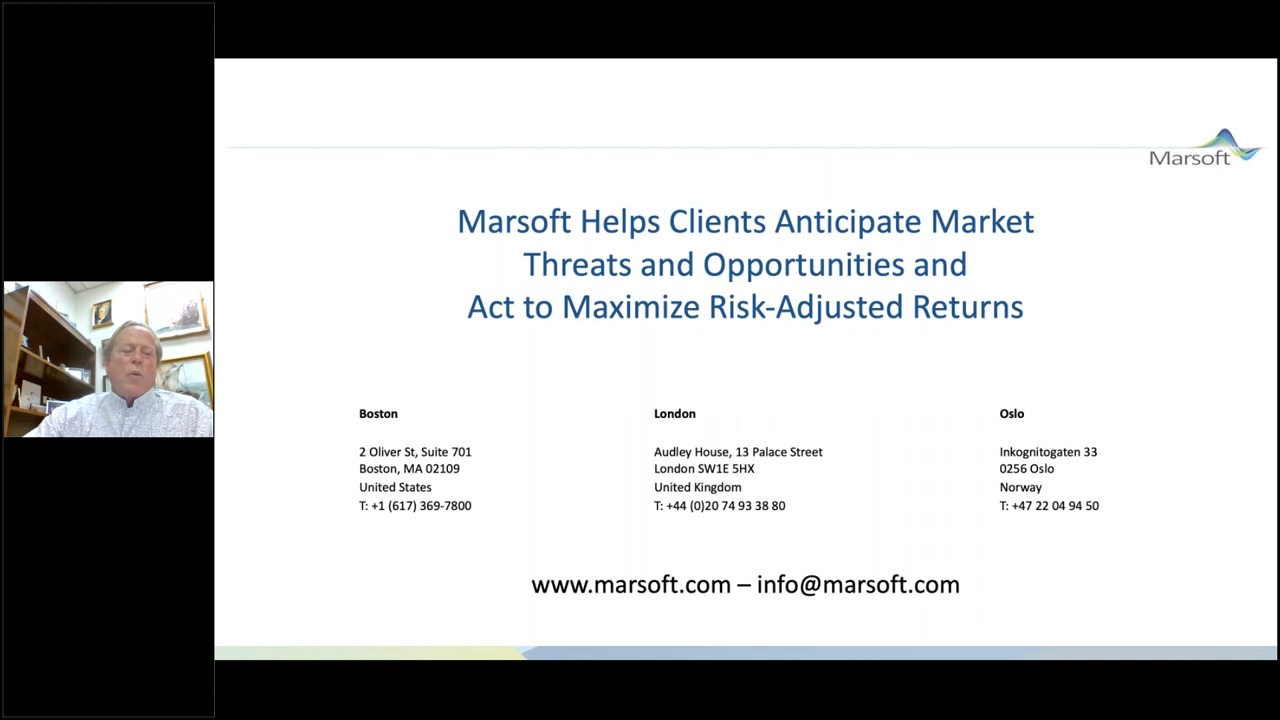 Marsoft
Marsoft Helps Clients Anticipate Market
Threats and Opportunities and
Act to Maximize Risk-Adjusted Returns
Boston
2 Oliver St, Suite 701
Boston, MA 02109
United States
T: +1 (617) 369-7800
London
Audley House, 13 Palace Street
London SW1E 5HX
United Kingdom
T: +44 (0)20 74 93 38 80
Oslo
Inkognitogaten 33
0256 Oslo
Norway
T: +47 22 04 94 50
www.marsoft.com – info@marsoft.com